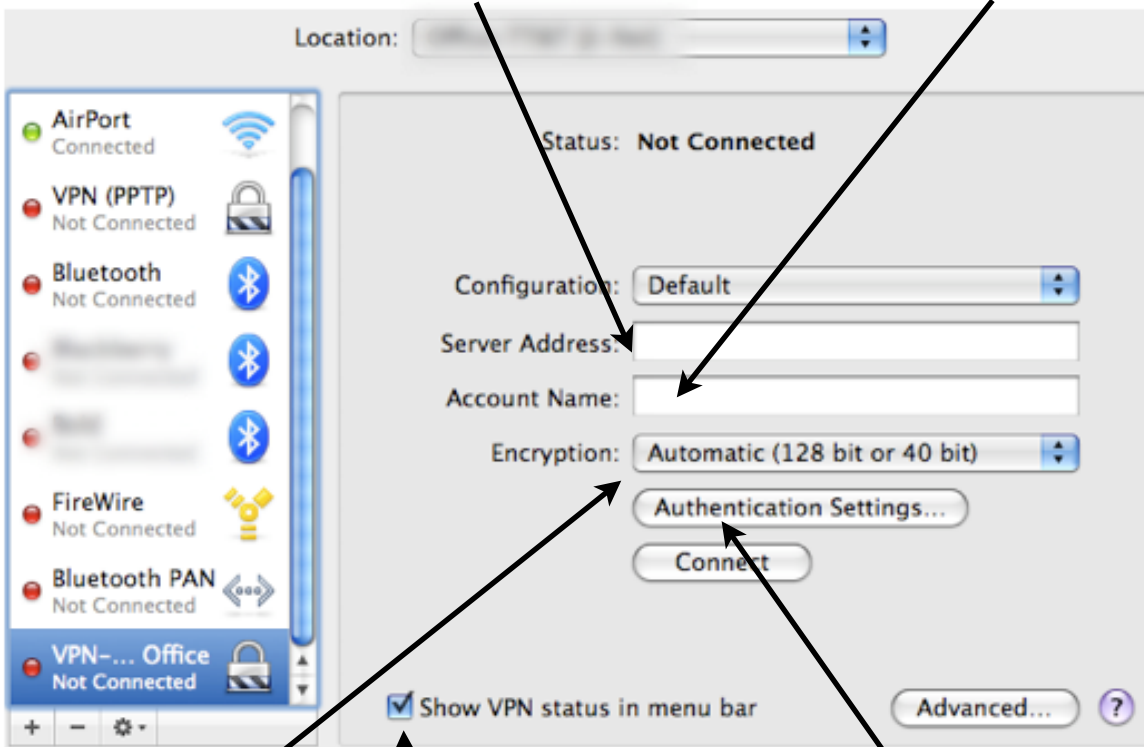 Location:
AirPort
Connected
VPN (PPTP)
Not Connected
Bluetooth
Not Connected
FireWire
Not Connected
Bluetooth PAN
Not Connected
VPN-... Office
Not Connected
Status: Not Connected
Configuration: Default
Server Address:
Account Name:
Encryption: Automatic (128 bit or 40 bit)
Authentication Settings...
Connect
Show VPN status in menu bar
Advanced... ?